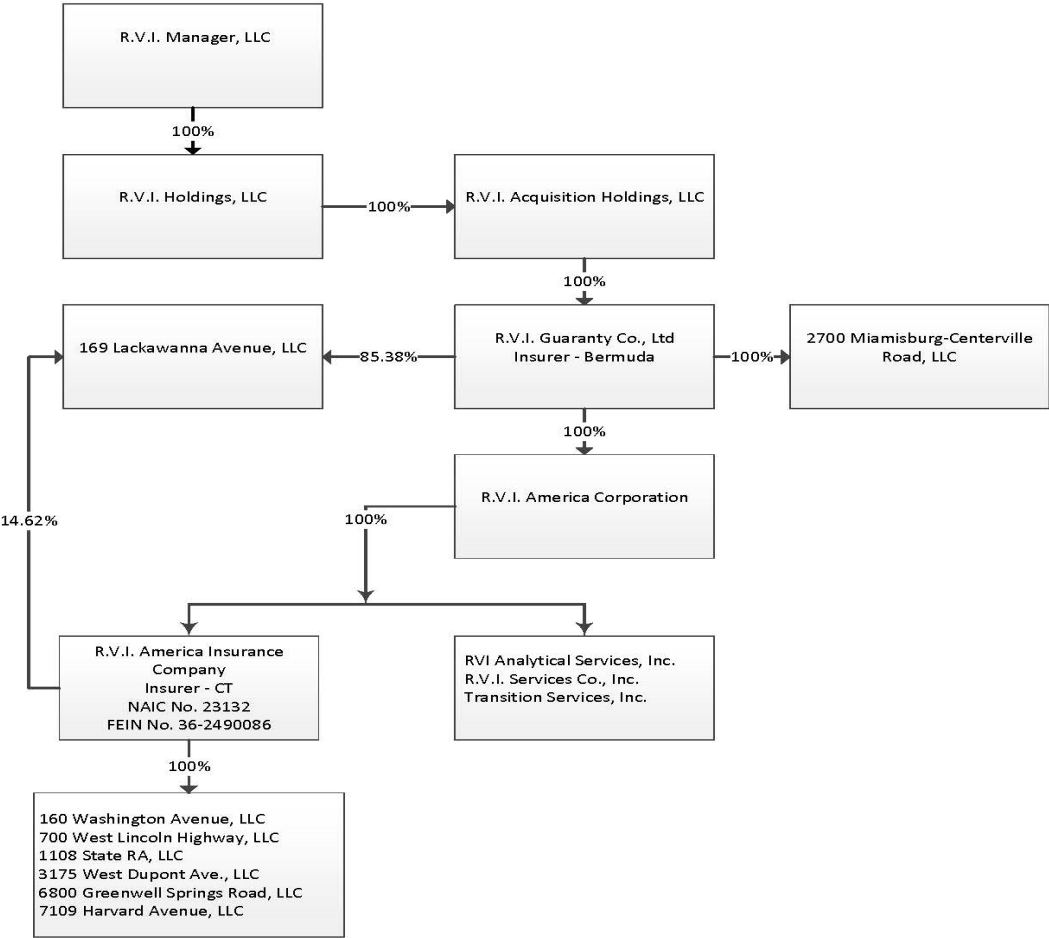 R.V.I. Manager, LLC
100%
R.V.I. Holdings, LLC
100%
R.V.I. Acquisition Holdings, LLC
100%
169 Lackawanna Avenue, LLC
85.38%
R.V.I. Guaranty Co., Ltd
Insurer - Bermuda
100%
2700 Miamisburg-Centerville
Road, LLC
100%
R.V.I. America Corporation
100%
14.62%
R.V.I. America Insurance
Company
Insurer - CT
NAIC No. 23132
FEIN No. 36-2490086
RVI Analytical Services, Inc.
R.V.I. Services Co., Inc.
Transition Services, Inc.
100%
160 Washington Avenue, LLC
700 West Lincoln Highway, LLC
1108 State RA, LLC
3175 West Dupont Ave., LLC
6800 Greenwell Springs Road, LLC
7109 Harvard Avenue, LLC